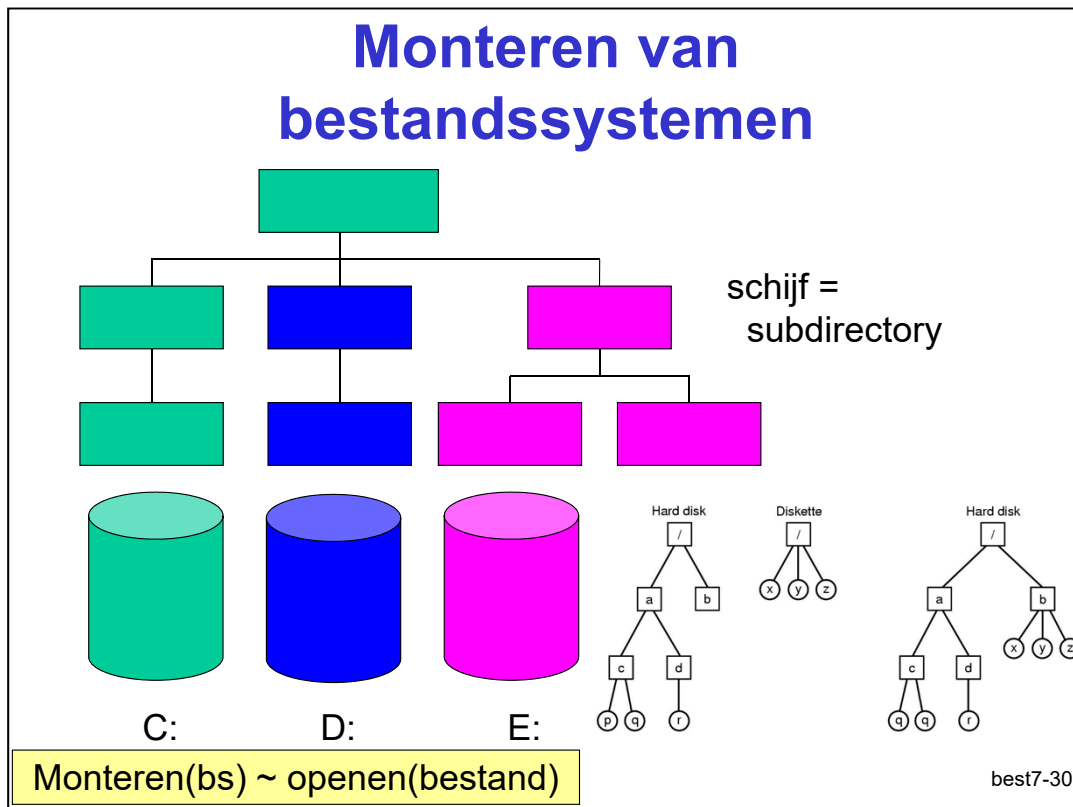 Monteren van
bestandssystemen
schijf =
subdirectory
Hard disk Diskette Hard disk
/ / /
x y z
a b a b
x y z
c d c d
p q r q q r
C: D: E:
Monteren(bs) ~ openen(bestand)
best7-30